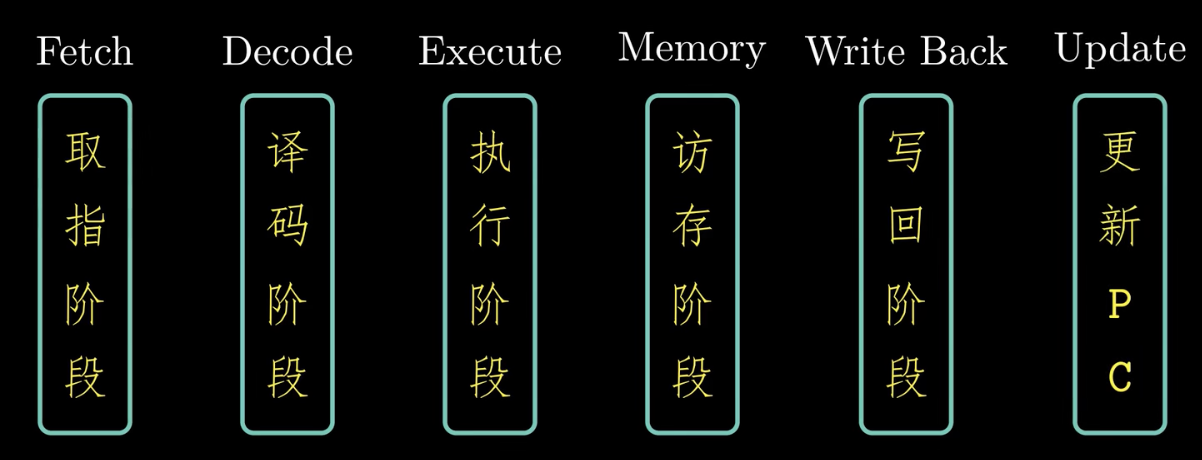 Fetch
Decode
Execute
Memory
Write Back
Update
取指阶段
译码阶段
执行阶段
访存阶段
写回阶段
更新PC